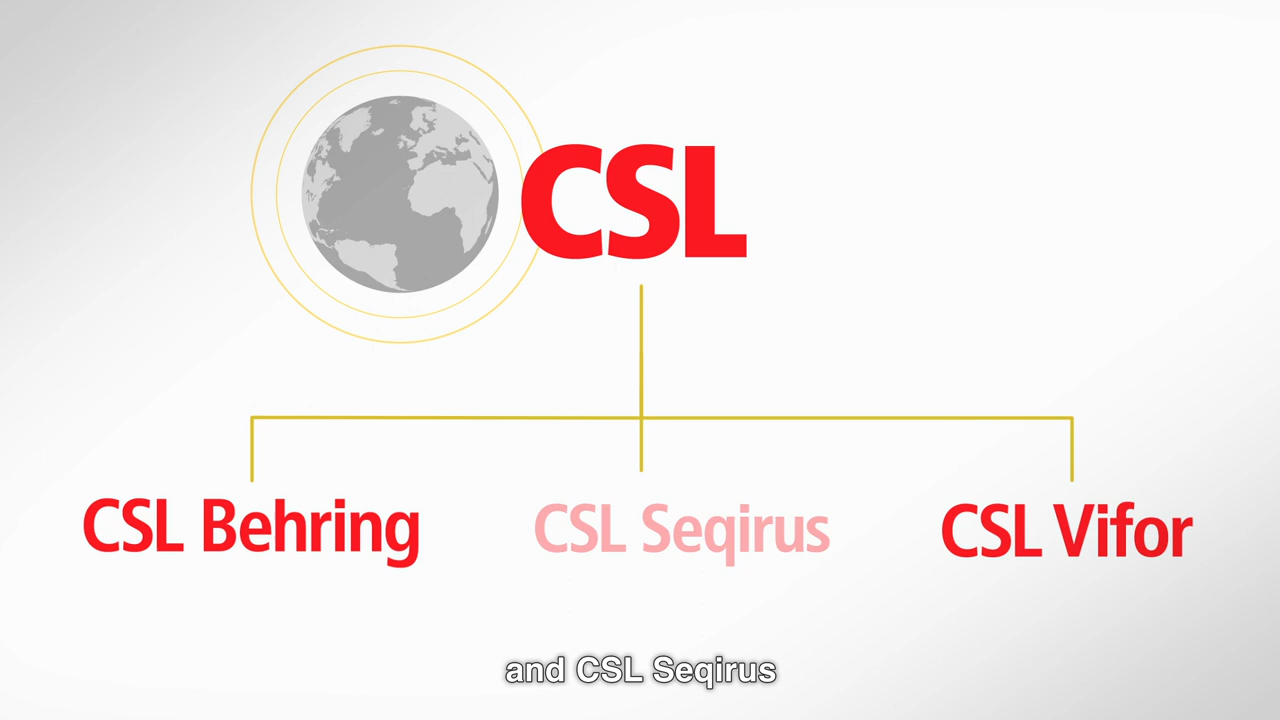 CSL
CSL Behring
CSL Seqirus
CSL Vifor
and CSL Seqirus